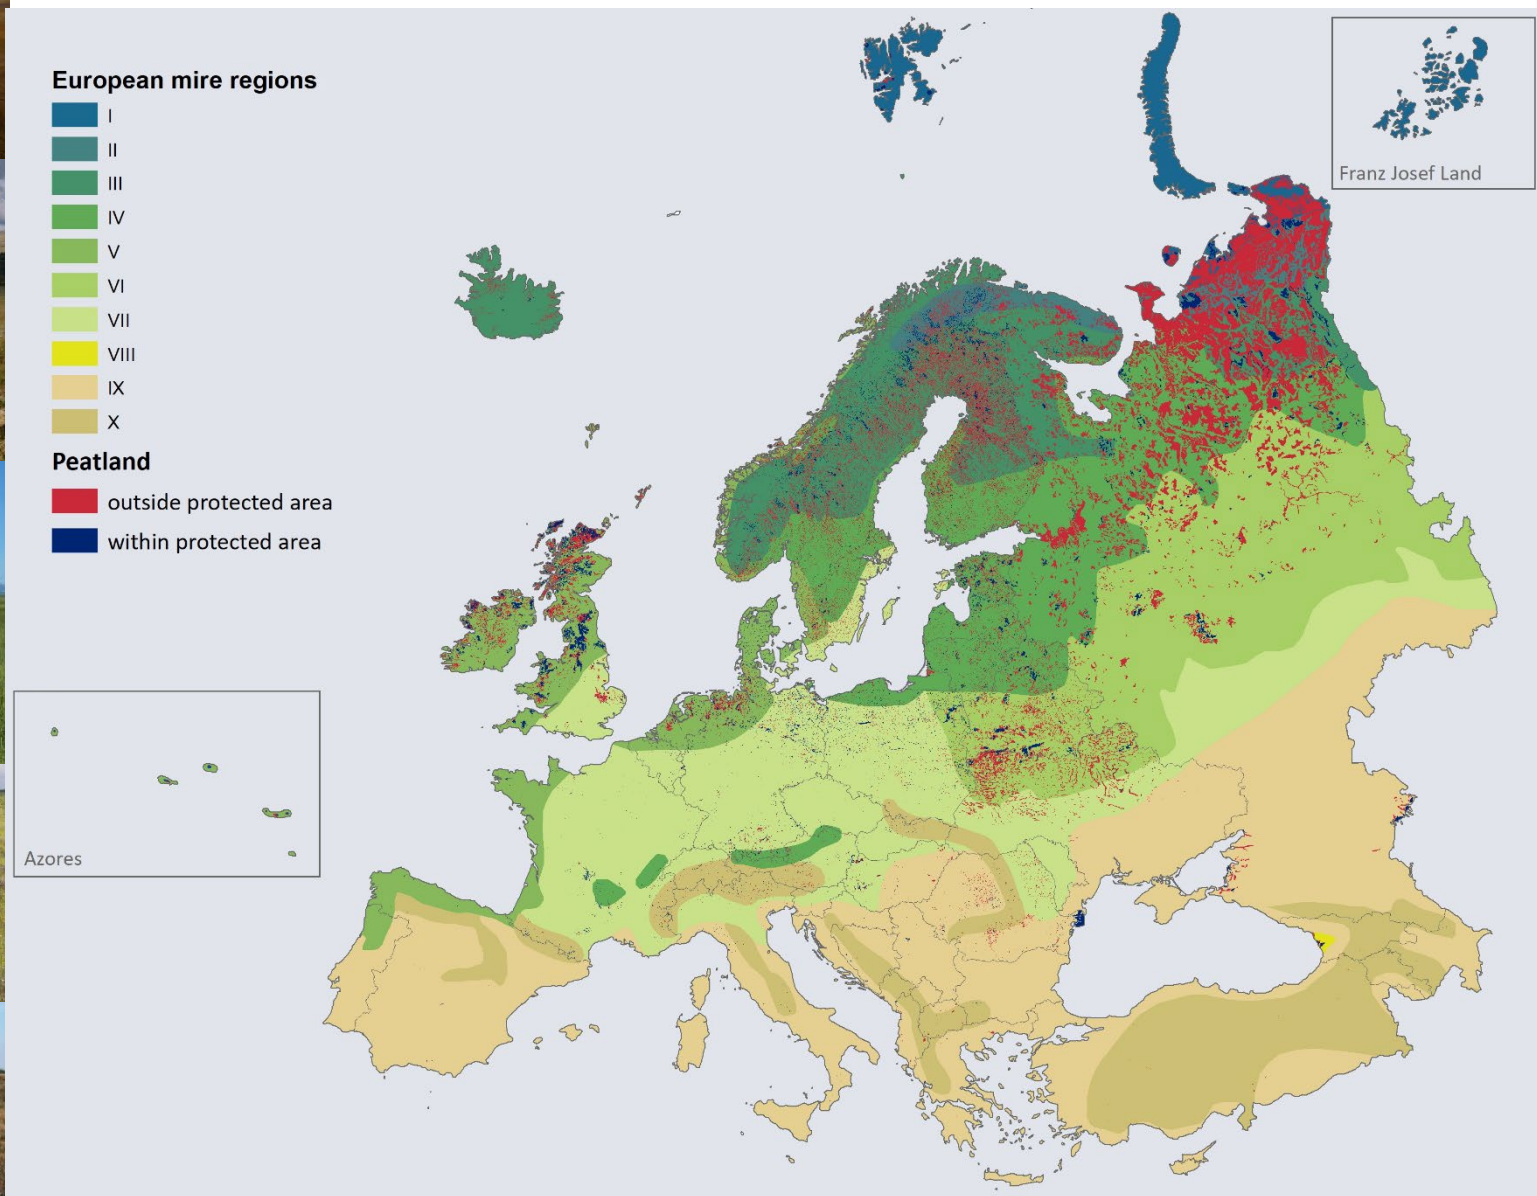 European mire regions
I
II
III
IV
V
VI
VII
VIII
IX
X
Peatland
outside protected area
within protected area
Franz Josef Land
Azores